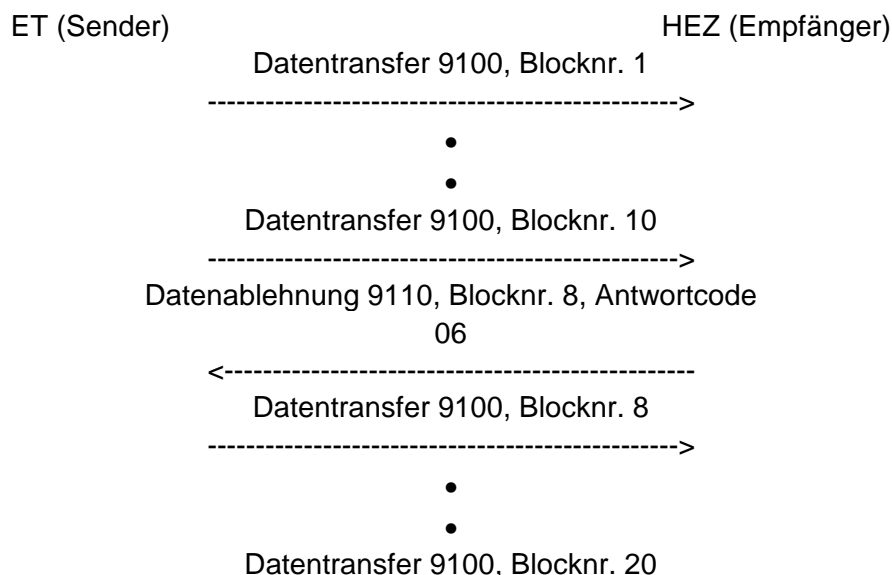 ET (Sender) HEZ (Empfänger)
Datentransfer 9100, Blocknr. 1
------------------------------------------------->
•
•
Datentransfer 9100, Blocknr. 10
------------------------------------------------->
Datenablehnung 9110, Blocknr. 8, Antwortcode
06
<-------------------------------------------------
Datentransfer 9100, Blocknr. 8
------------------------------------------------->
•
•
Datentransfer 9100, Blocknr. 20